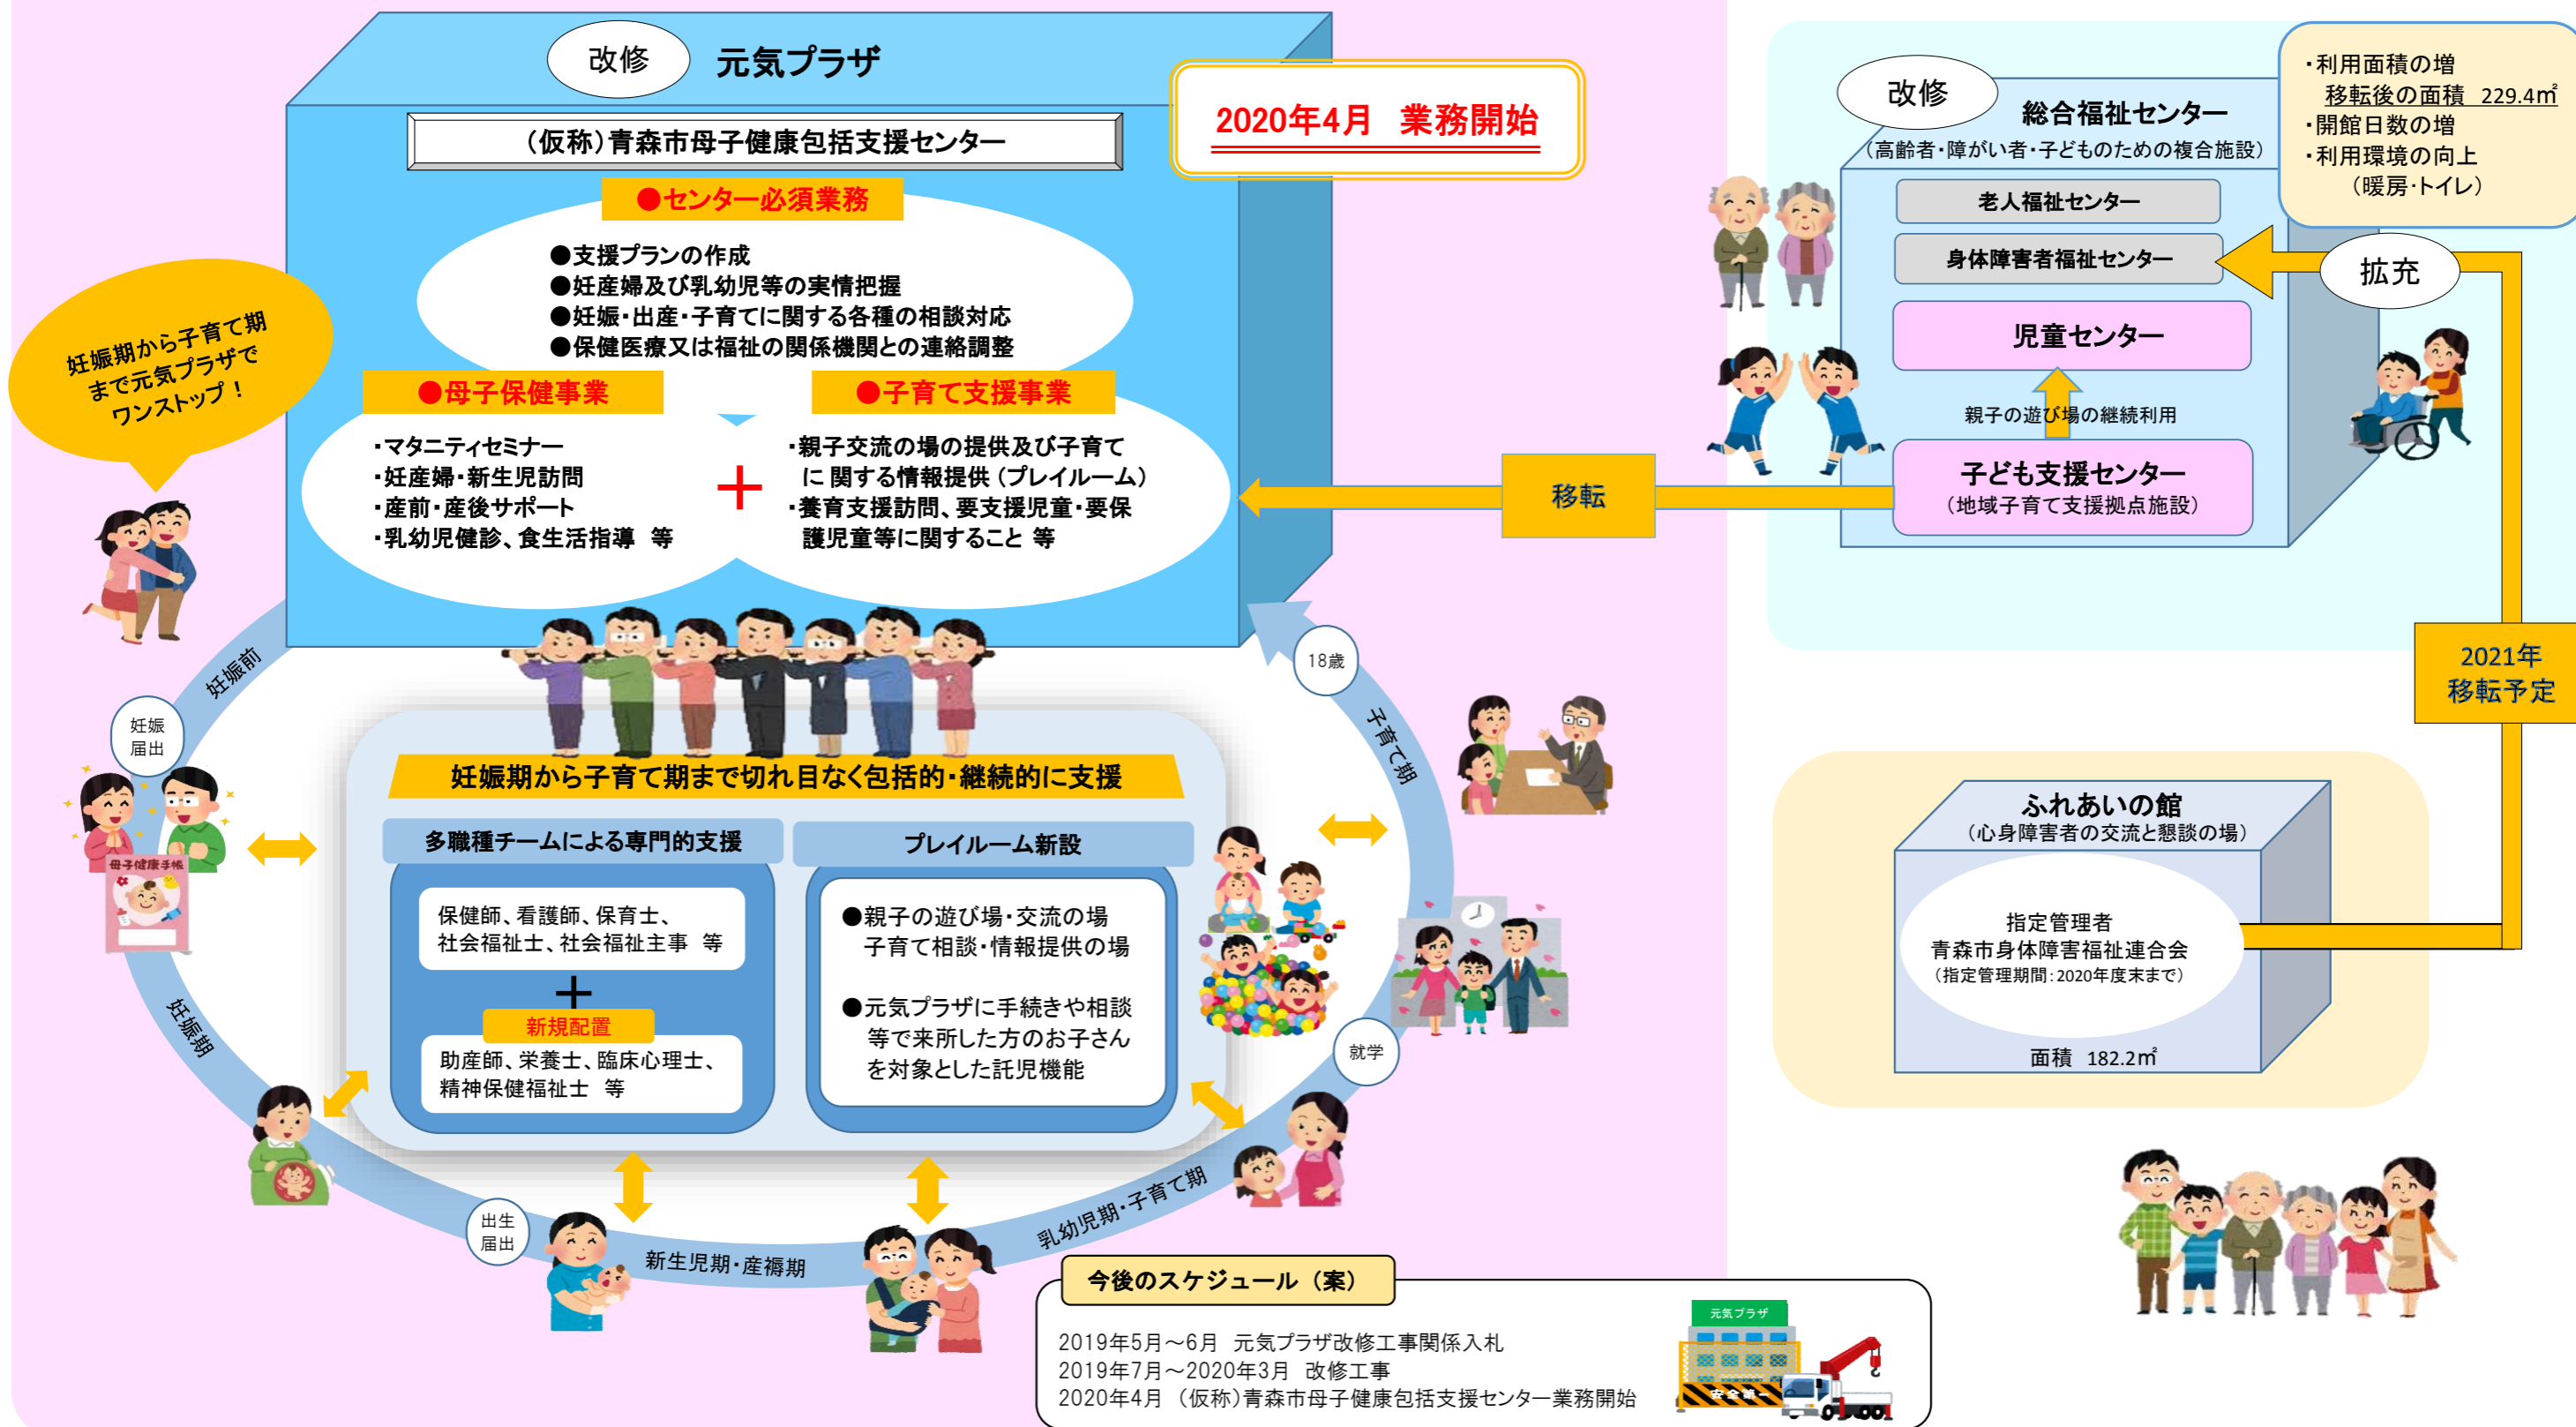 改修
元気プラザ
(仮称)青森市母子健康包括支援センター
2020年4月　業務開始
●センター必須業務
●支援プランの作成
●妊産婦及び乳幼児等の実情把握
●妊娠・出産・子育てに関する各種の相談対応
●保健医療又は福祉の関係機関との連絡調整
●母子保健事業
・マタニティセミナー
・妊産婦・新生児訪問
・産前・産後サポート
・乳幼児健診、食生活指導　等
＋
●子育て支援事業
・親子交流の場の提供及び子育て
に関する情報提供(プレイルーム)
・養育支援訪問、要支援児童・要保
護児童等に関すること 等
妊娠期から子育て期
まで元気プラザで
ワンストップ！
移転
改修
総合福祉センター
(高齢者・障がい者・子どものための複合施設)
老人福祉センター
身体障害者福祉センター
児童センター
親子の遊び場の継続利用
子ども支援センター
(地域子育て支援拠点施設)
・利用面積の増
移転後の面積 229.4㎡
・開館日数の増
・利用環境の向上
(暖房・トイレ)
拡充
2021年
移転予定
ふれあいの館
(心身障害者の交流と懇談の場)
指定管理者
青森市身体障害福祉連合会
(指定管理期間:2020年度末まで)
面積 182.2㎡
妊娠前
妊娠
届出
母子健康手帳
妊娠期
出生
届出
新生児期・産褥期
乳幼児期・子育て期
就学
子育て期
18歳
妊娠期から子育て期まで切れ目なく包括的・継続的に支援
多職種チームによる専門的支援
保健師、看護師、保育士、
社会福祉士、社会福祉主事　等
＋
新規配置
助産師、栄養士、臨床心理士、
精神保健福祉士　等
プレイルーム新設
●親子の遊び場・交流の場
子育て相談・情報提供の場
●元気プラザに手続きや相談
等で来所した方のお子さん
を対象とした託児機能
今後のスケジュール(案)
2019年5月～6月 元気プラザ改修工事関係入札
2019年7月～2020年3月 改修工事
2020年4月 (仮称)青森市母子健康包括支援センター業務開始
元気プラザ
安全第一